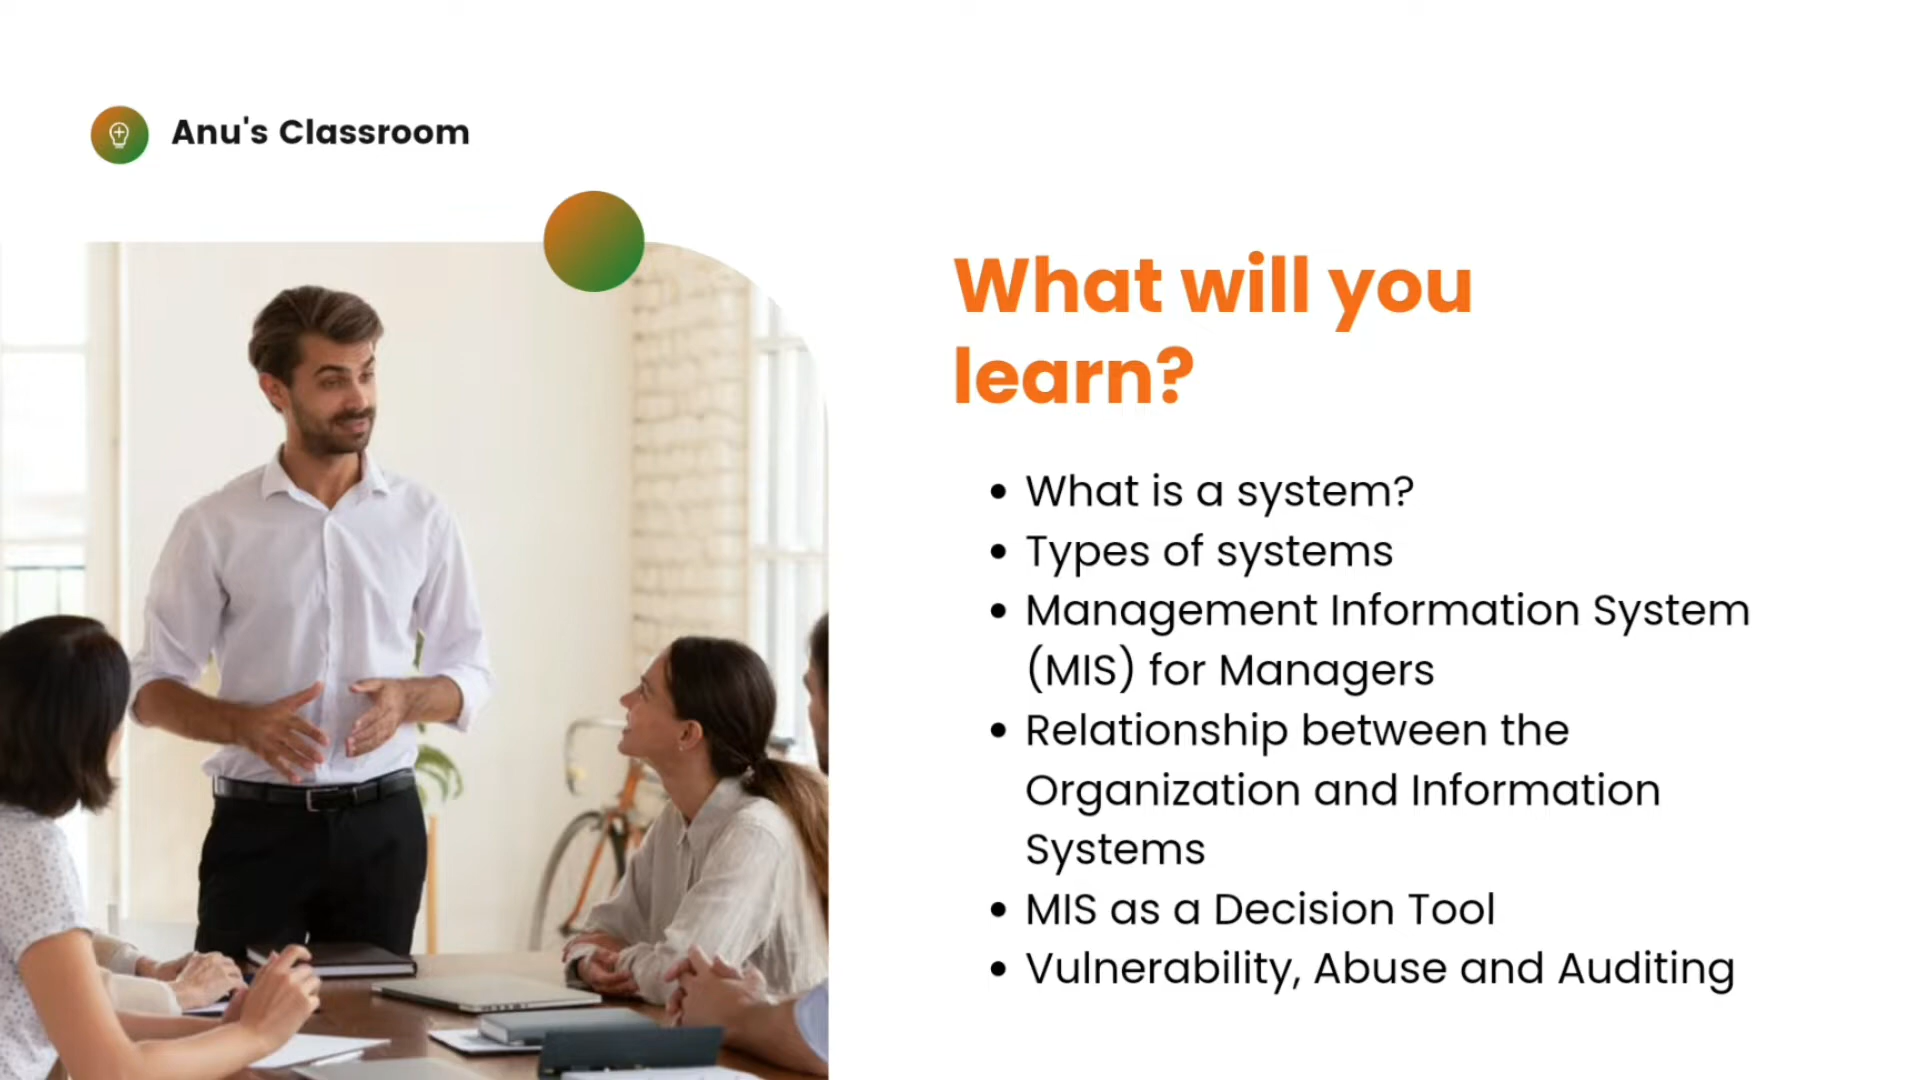 Anu's Classroom
What will you
learn?
• What is a system?
• Types of systems
• Management Information System
(MIS) for Managers
• Relationship between the
Organization and Information
Systems
• MIS as a Decision Tool
• Vulnerability, Abuse and Auditing